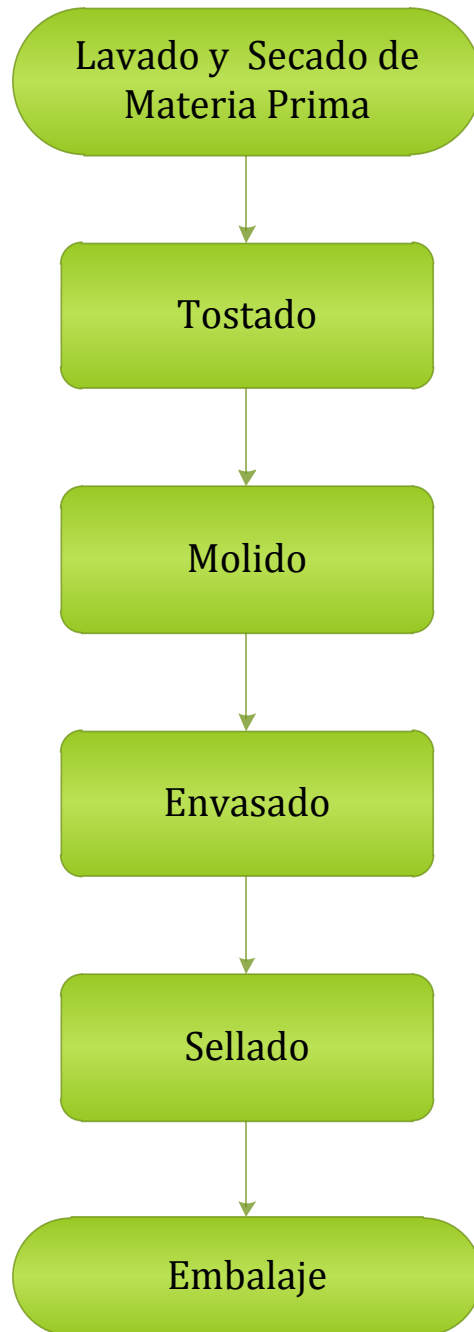 Lavado y Secado de
Materia Prima
Tostado
Molido
Envasado
Sellado
Embalaje